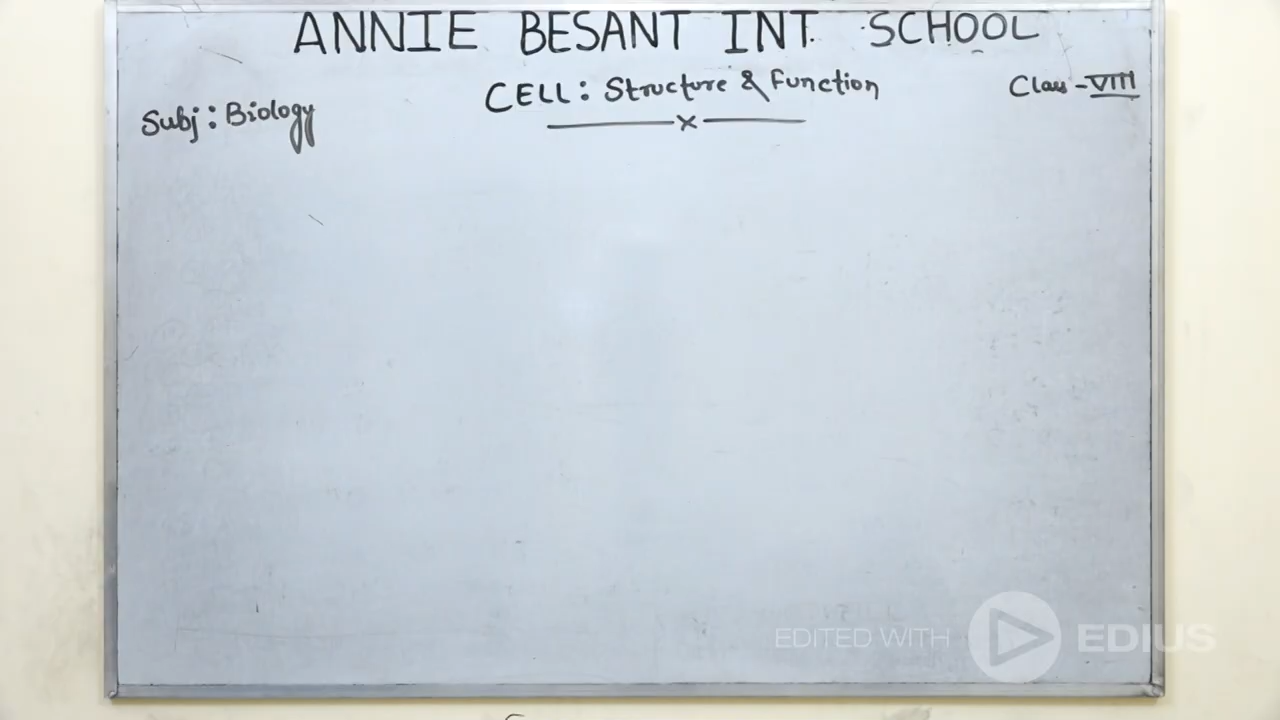 ANNIE BESANT INT. SCHOOL
CELL: Structure & Function
Class - VIII
Subj: Biology
EDITED WITH EDIUS